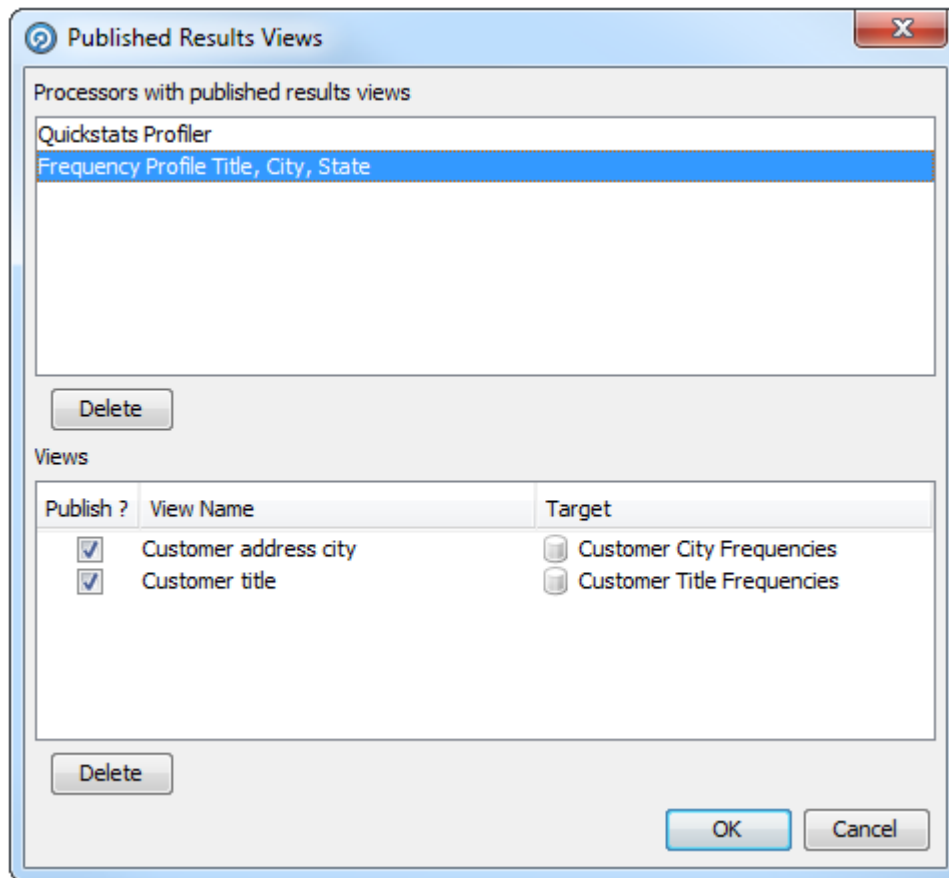 Published Results Views
Processors with published results views
Quickstats Profiler
Frequency Profile Title, City, State
Delete
Views
Publish ? View Name Target
Customer address city Customer City Frequencies
Customer title Customer Title Frequencies
Delete
OK Cancel